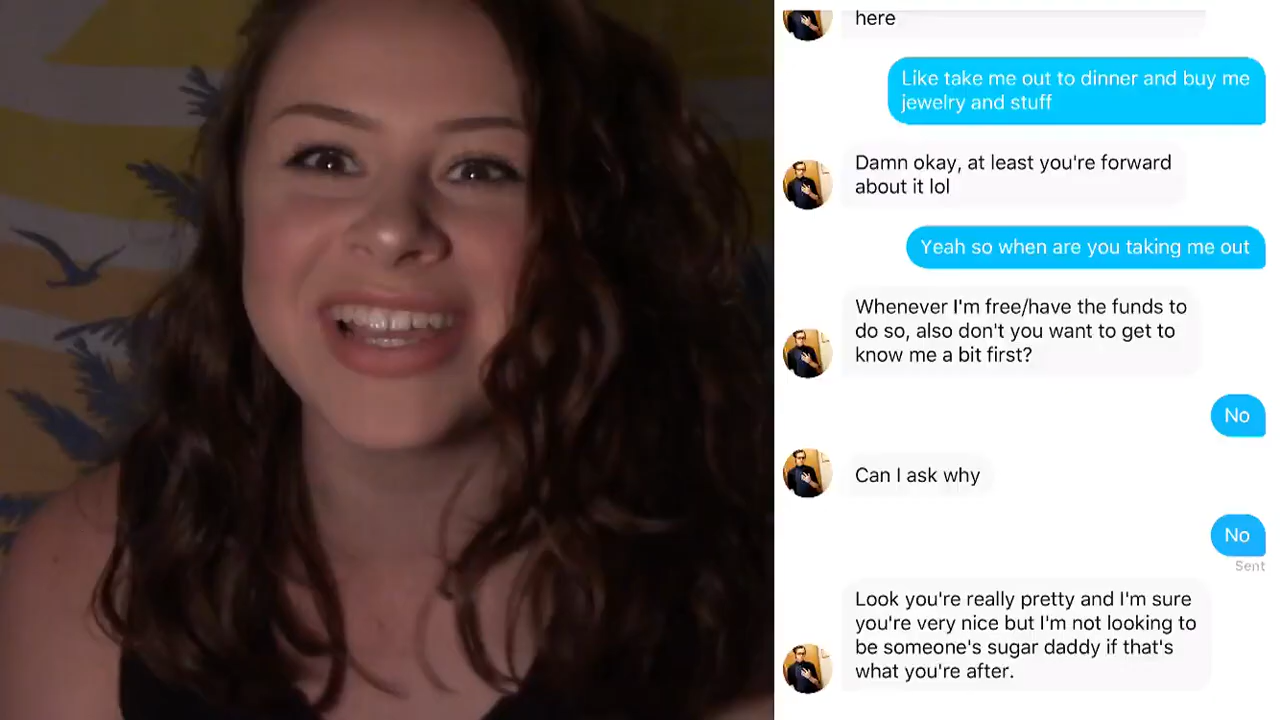 here
Like take me out to dinner and buy me
jewelry and stuff
Damn okay, at least you're forward
about it lol
Yeah so when are you taking me out
Whenever I'm free/have the funds to
do so, also don't you want to get to
know me a bit first?
No
Can I ask why
No
Sent
Look you're really pretty and I'm sure
you're very nice but I'm not looking to
be someone's sugar daddy if that's
what you're after.